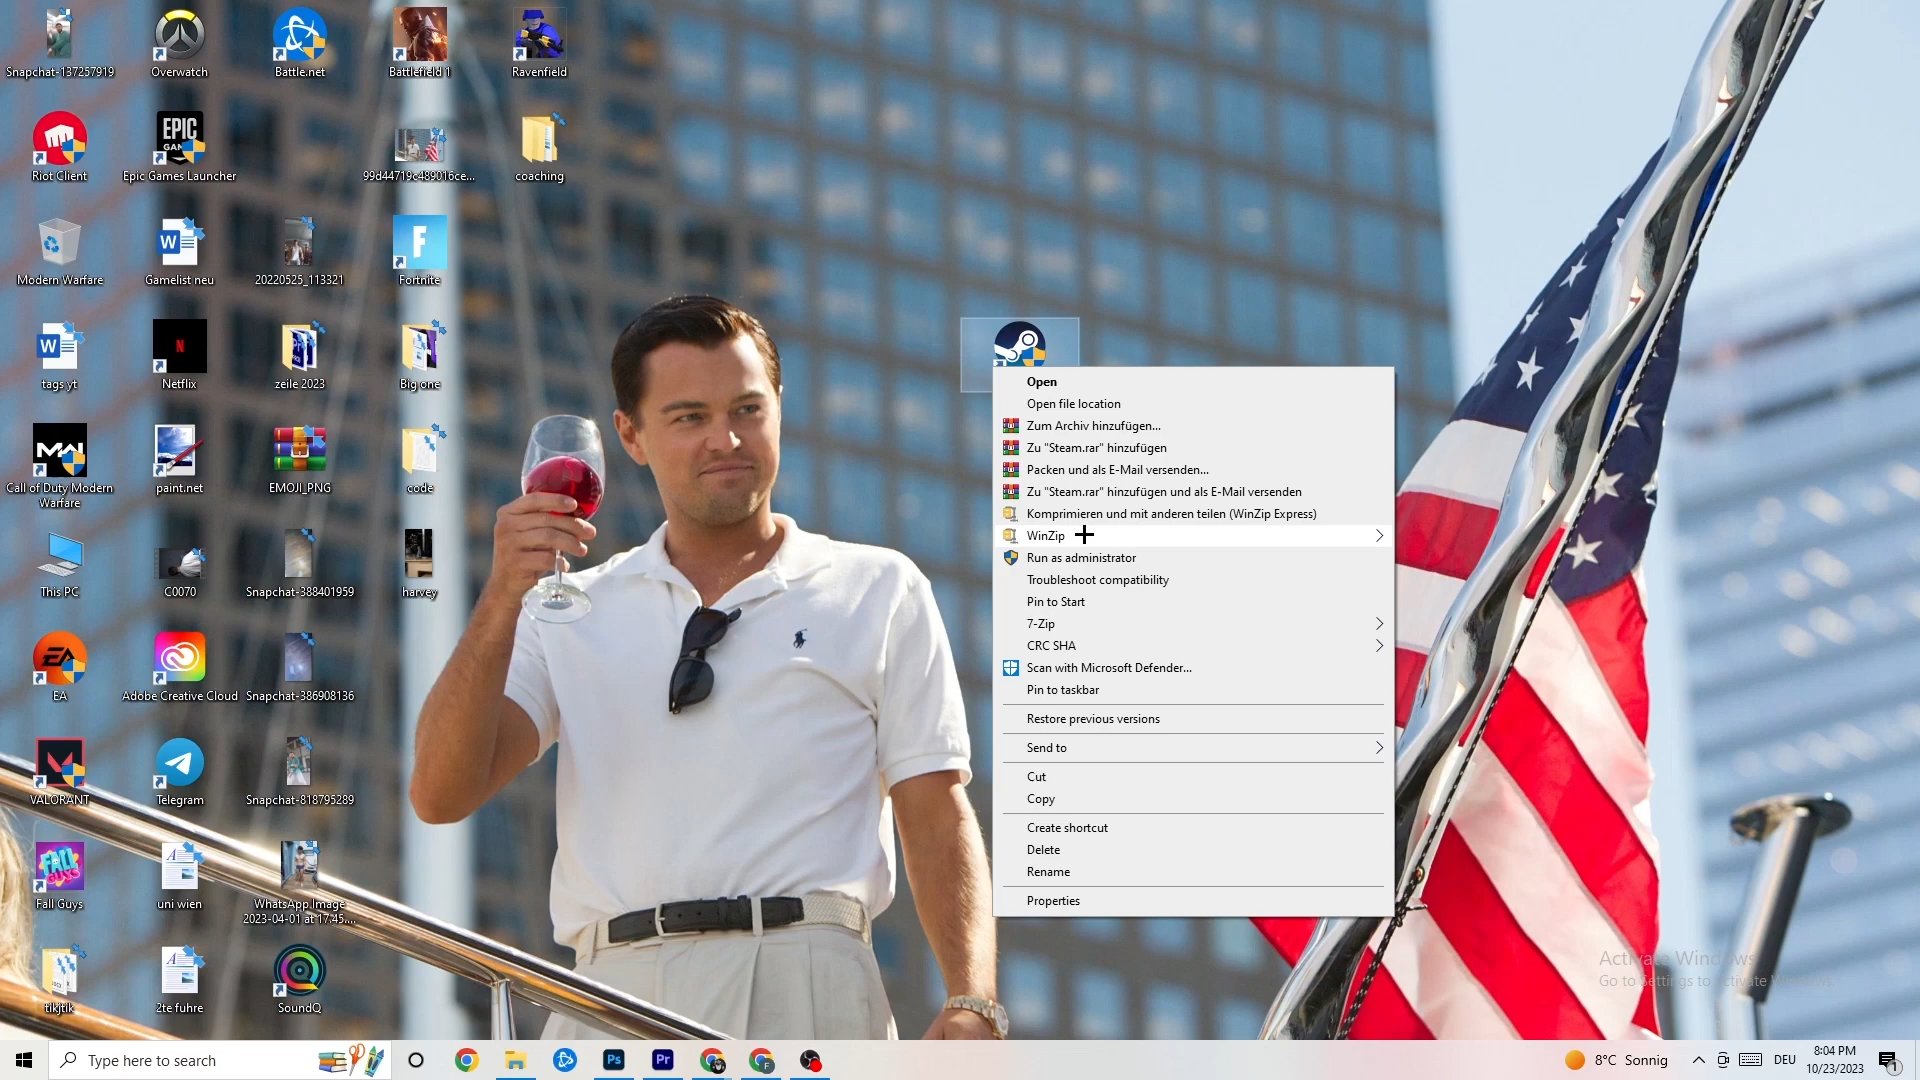 Snapchat-137257919
Overwatch
Battle.net
Battlefield 1
Ravenfield
Riot Client
EPIC
Epic Games Launcher
99d44719c489016ce...
coaching
Modern Warfare
Gamelist neu
20220525_113321
Fortnite
tags yt
Netflix
zeile 2023
Big one
Call of Duty Modern
Warfare
paint.net
EMOJI_PNG
code
This PC
C0070
Snapchat-388401959
harvey
EA
Adobe Creative Cloud
Snapchat-386908136
VALORANT
Telegram
Snapchat-818795289
FALL
GUYS
Fall Guys
uni wien
WhatsApp Image
2023-04-01 at 17.45....
tikjtik
2te fuhre
SoundQ
Open
Open file location
Zum Archiv hinzufügen...
Zu "Steam.rar" hinzufügen
Packen und als E-Mail versenden...
Zu "Steam.rar" hinzufügen und als E-Mail versenden
Komprimieren und mit anderen teilen (WinZip Express)
WinZip
Run as administrator
Troubleshoot compatibility
Pin to Start
7-Zip
CRC SHA
Scan with Microsoft Defender...
Pin to taskbar
Restore previous versions
Send to
Cut
Copy
Create shortcut
Delete
Rename
Properties
Activate Windows
Go to Settings to activate Windows.
Type here to search
Ps
Pr
8°C Sonnig
DEU
8:04 PM
10/23/2023
1